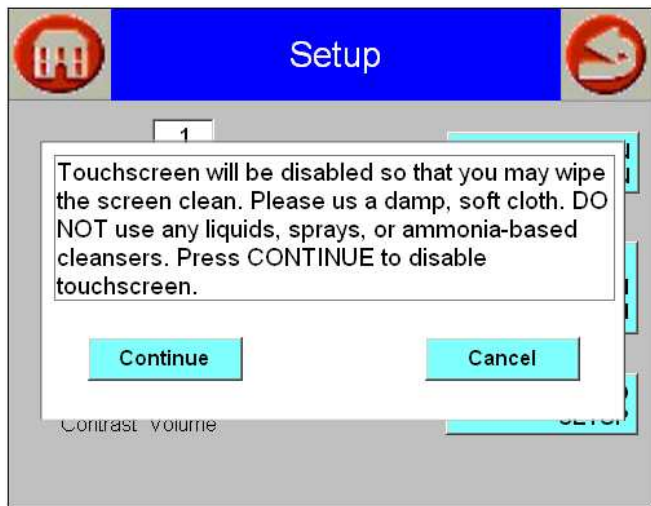 Setup
1
Touchscreen will be disabled so that you may wipe
the screen clean. Please us a damp, soft cloth. DO
NOT use any liquids, sprays, or ammonia-based
cleansers. Press CONTINUE to disable
touchscreen.
Continue
Cancel
Contrast Volume
SETUP